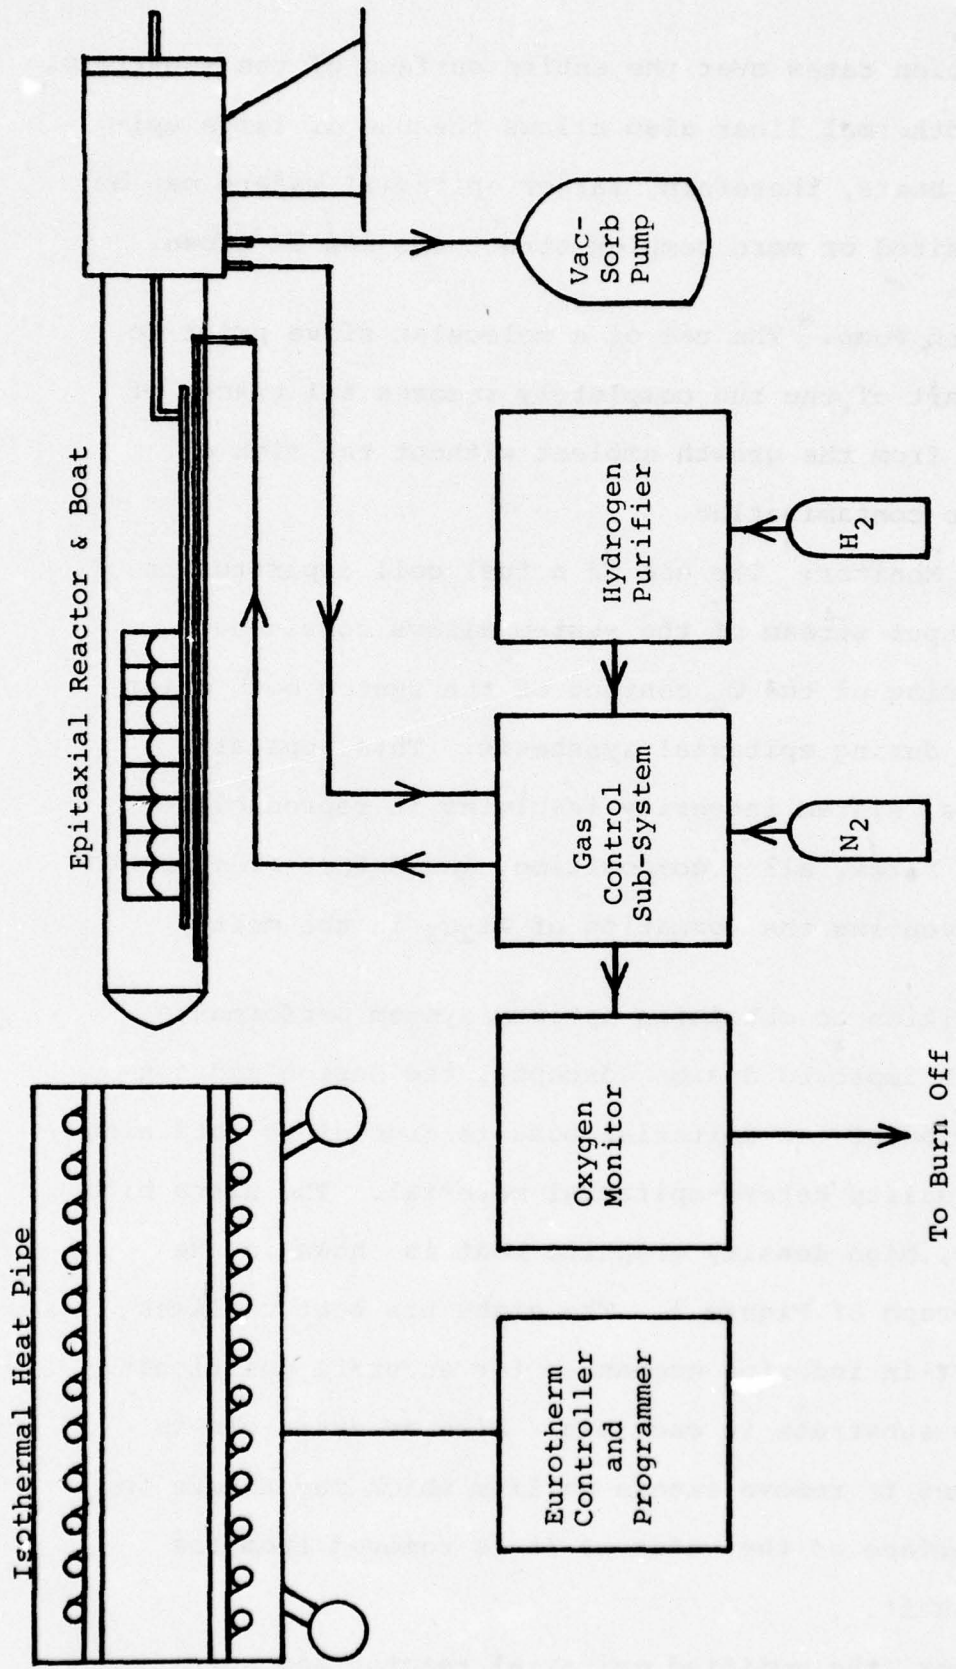 Isothermal Heat Pipe
Epitaxial Reactor & Boat
Eurotherm
Controller
and
Programmer
Oxygen
Monitor
Gas
Control
Sub-System
Hydrogen
Purifier
Vac-
Sorb
Pump
N2
H2
To Burn Off